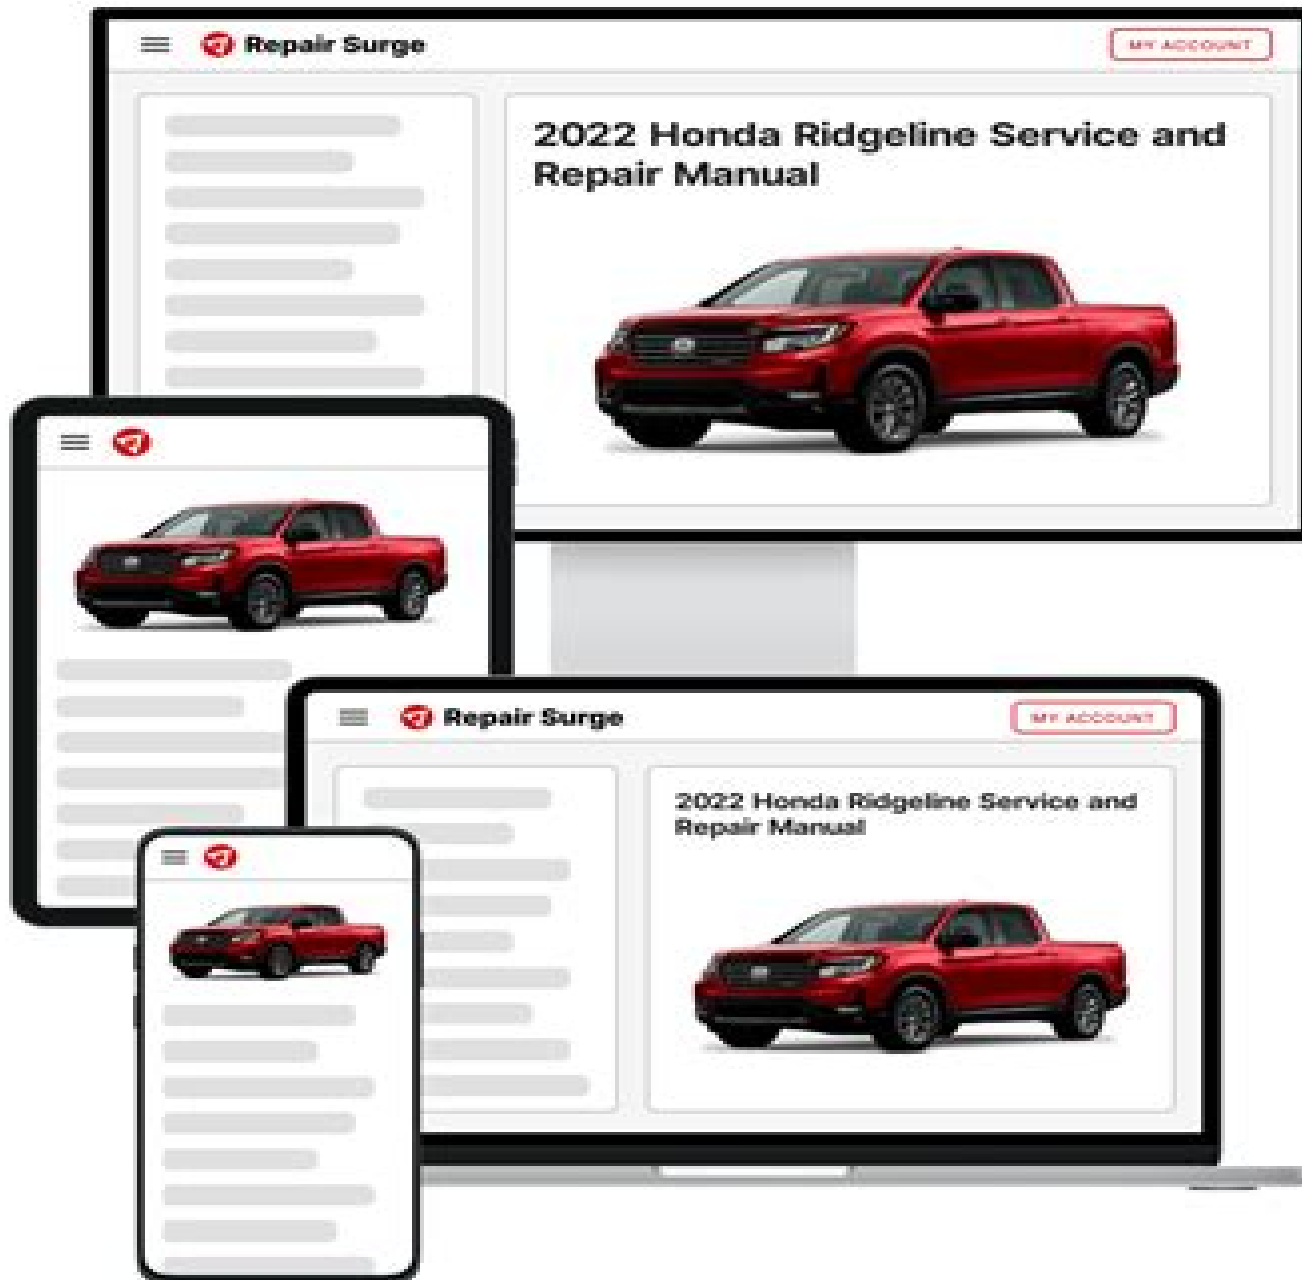 Repair Surge
MY ACCOUNT
2022 Honda Ridgeline Service and
Repair Manual
Repair Surge
MY ACCOUNT
2022 Honda Ridgeline Service and
Repair Manual